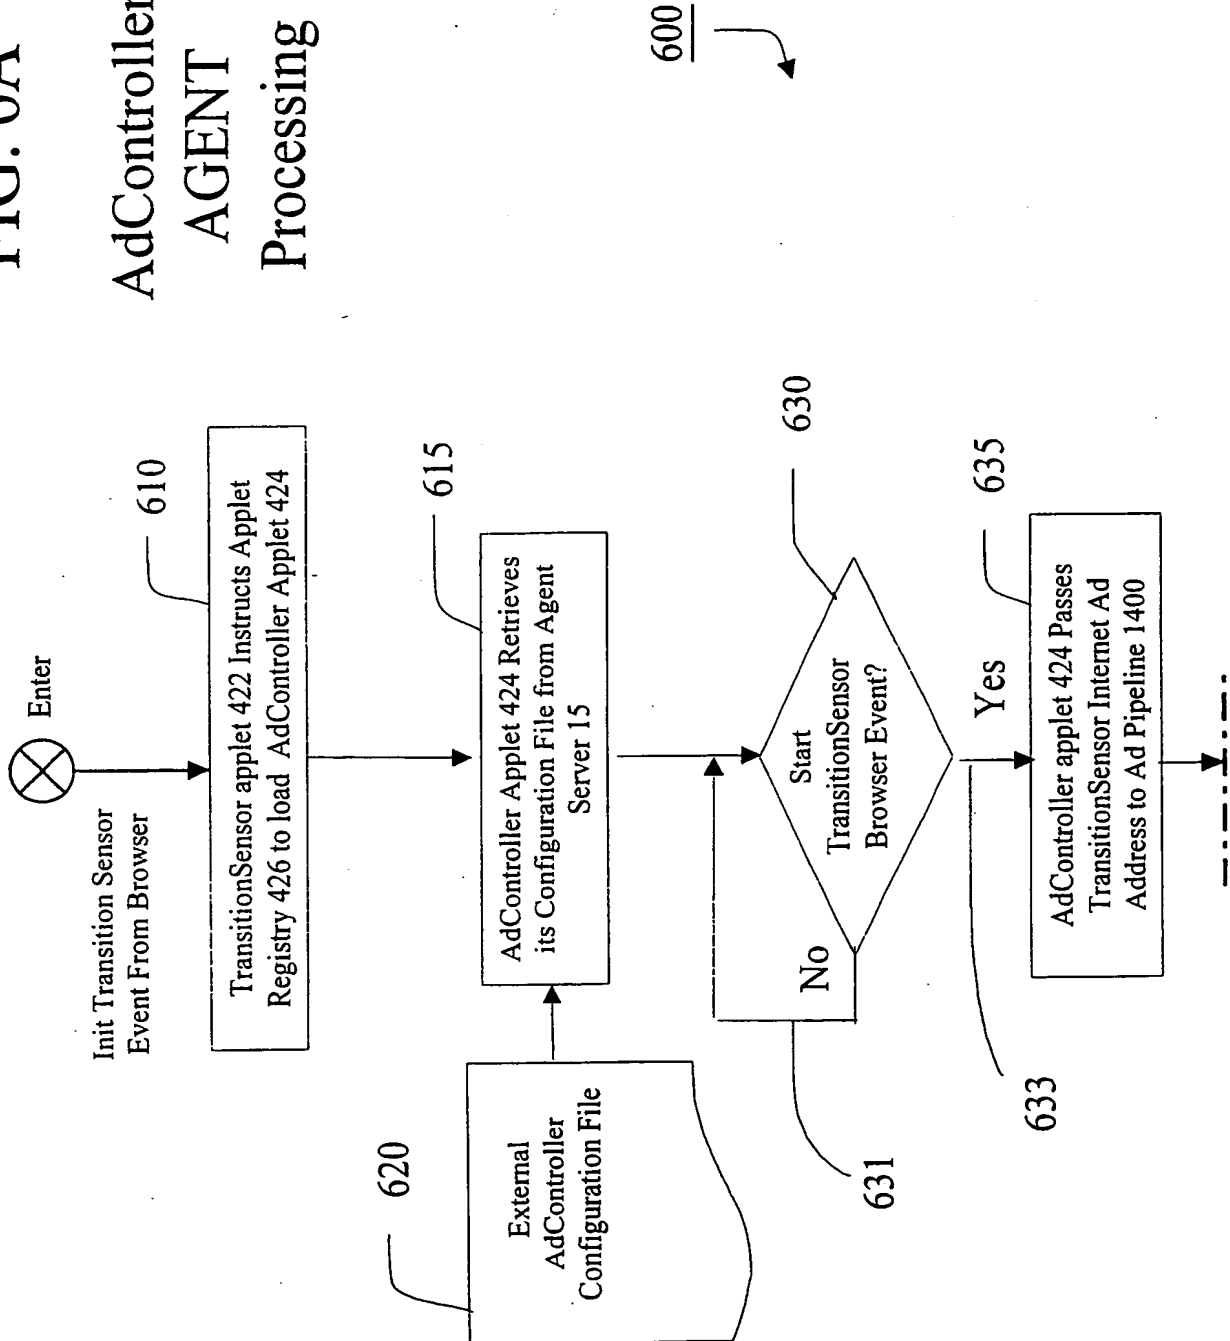 FIG. 6A
AdController
AGENT
Processing
600
Enter
Init Transition Sensor
Event From Browser
610
TransitionSensor applet 422 Instructs Applet
Registry 426 to load AdController Applet 424
615
AdController Applet 424 Retrieves
its Configuration File from Agent
Server 15
620
External
AdController
Configuration File
630
Start
TransitionSensor
Browser Event?
No
631
Yes
633
635
AdController applet 424 Passes
TransitionSensor Internet Ad
Address to Ad Pipeline 1400